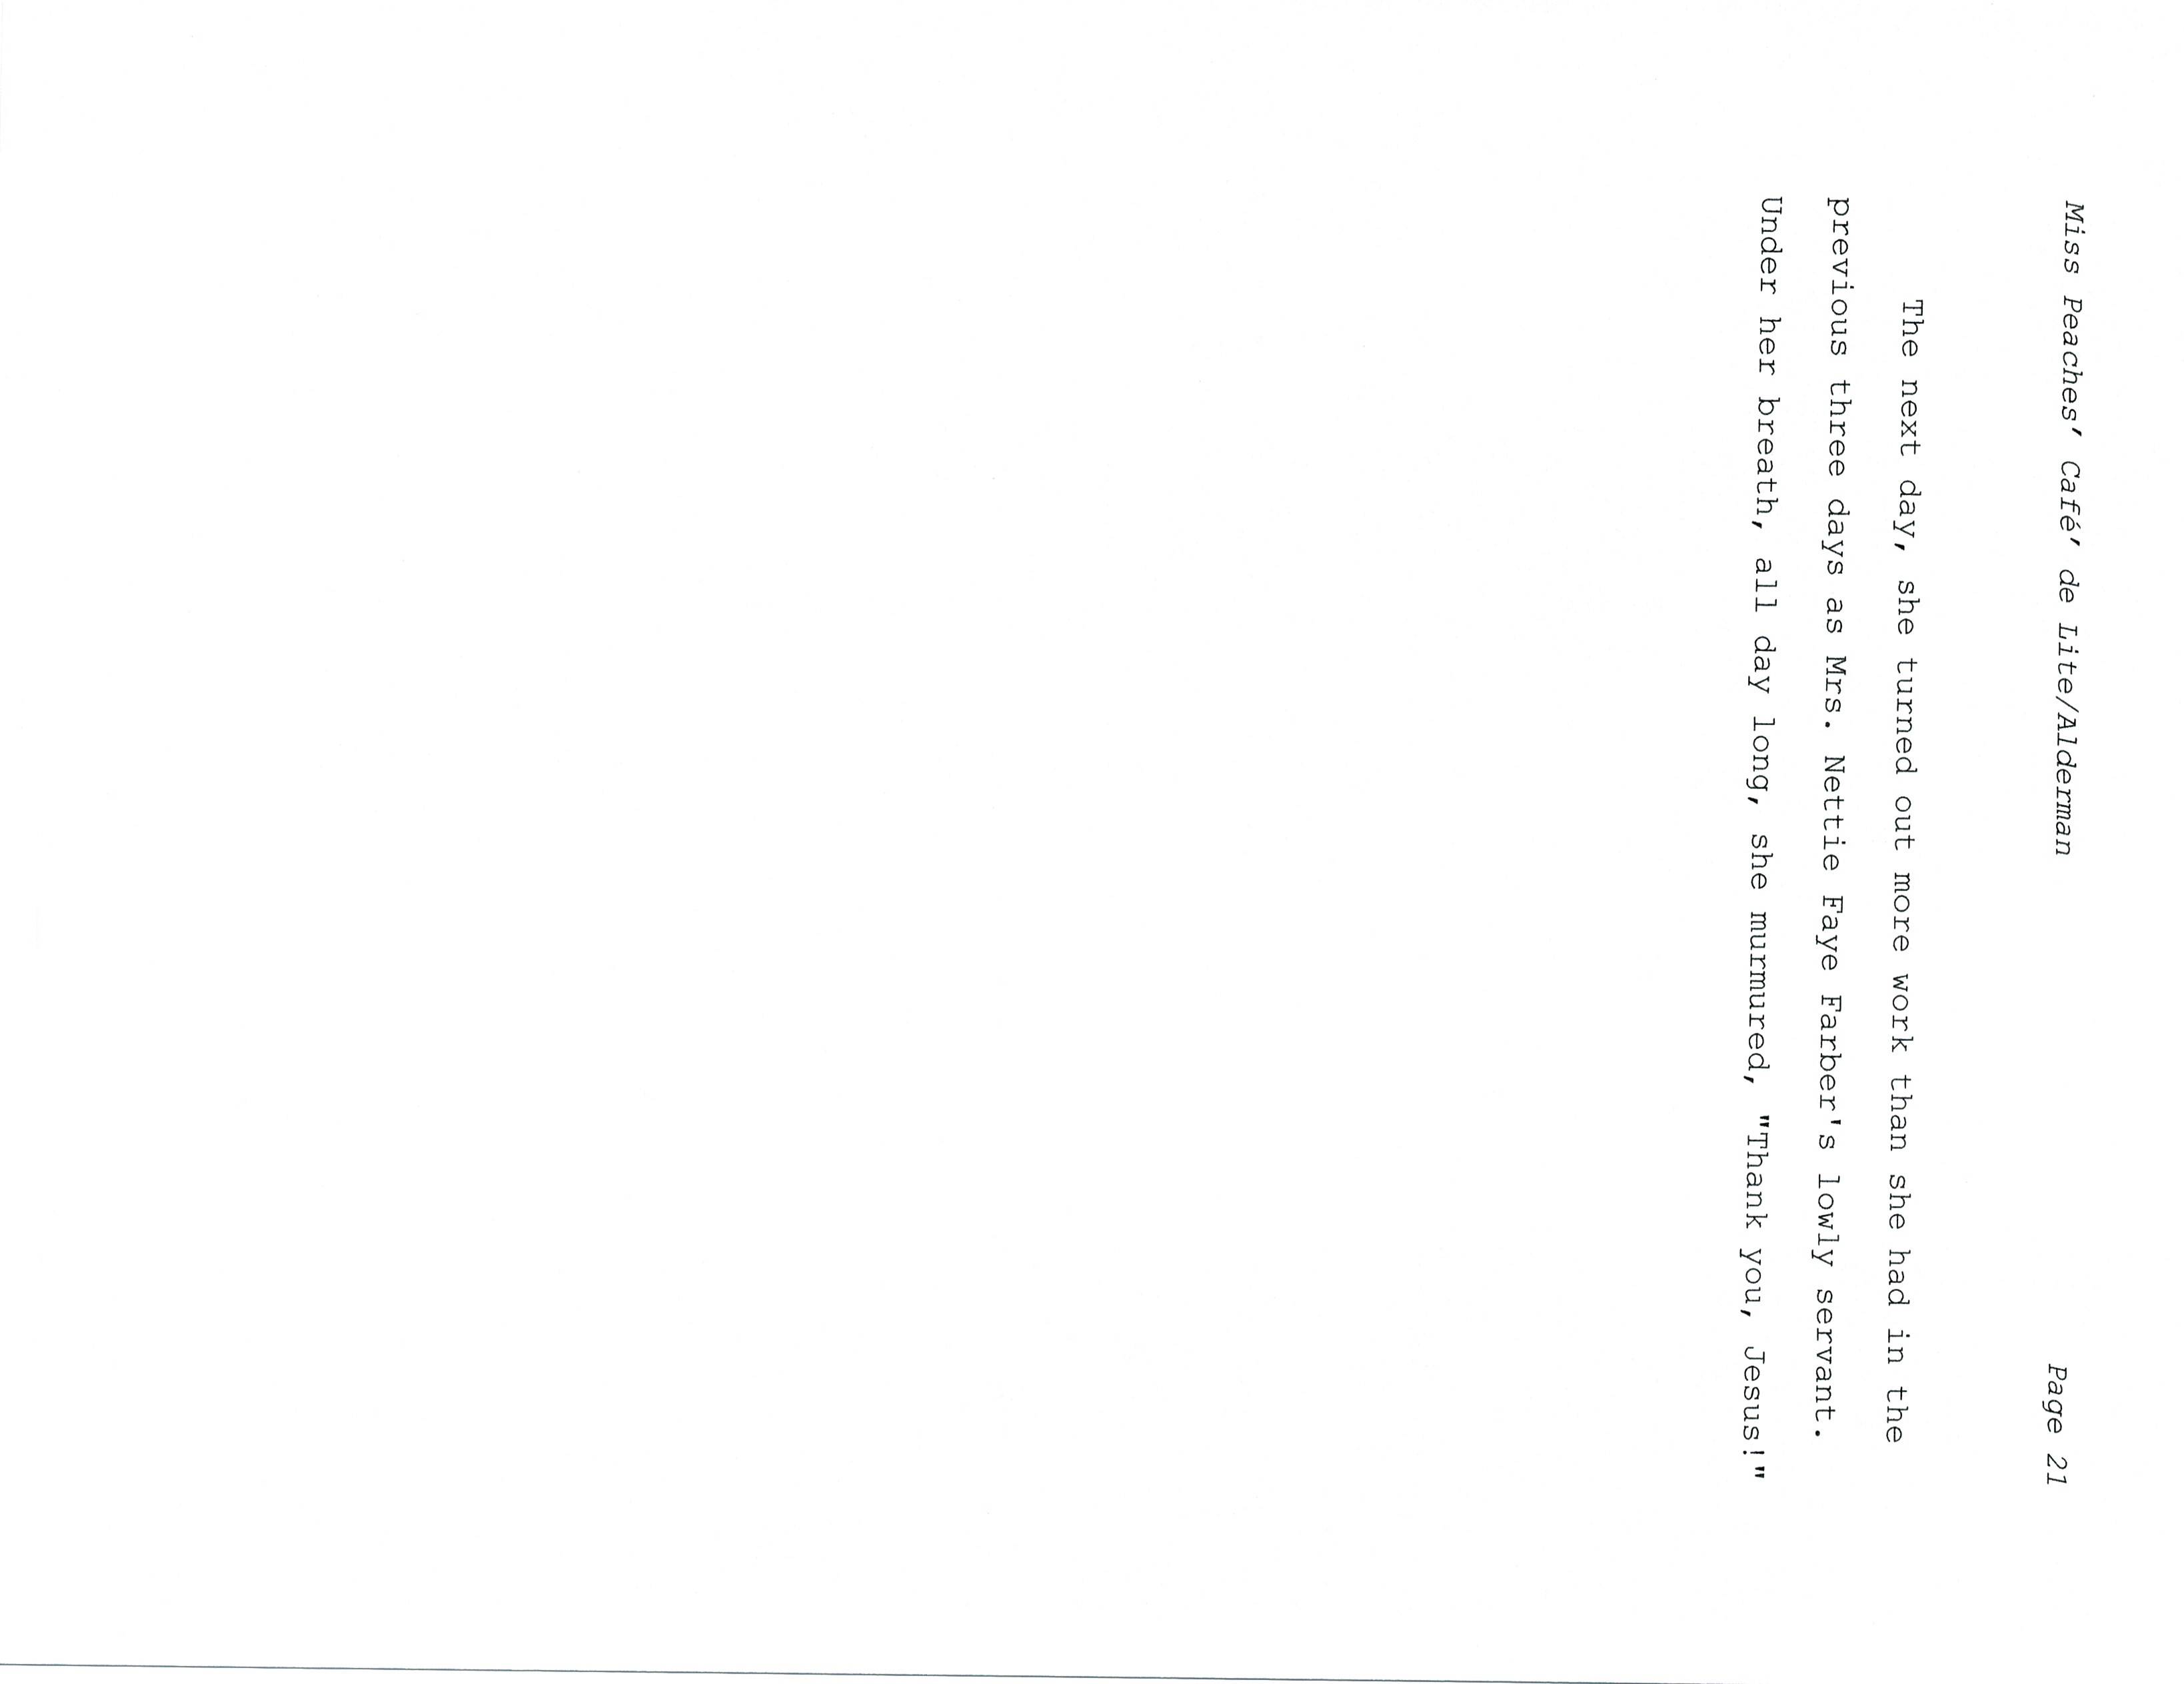 Miss Peaches' Café' de Lite/Alderman Page 21
The next day, she turned out more work than she had in the
previous three days as Mrs. Nettie Faye Farber's lowly servant.
Under her breath, all day long, she murmured, "Thank you, Jesus!"